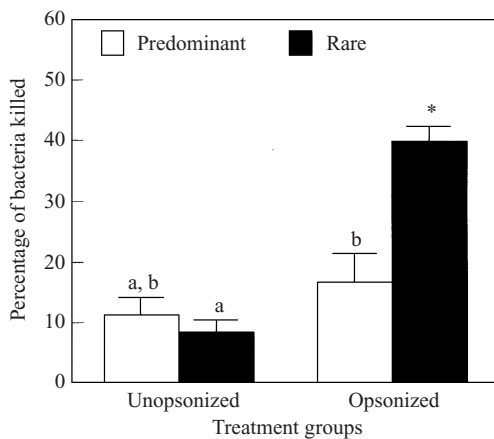 60
Predominant
Rare
50
40
30
20
10
0
Percentage of bacteria killed
a, b
a
b
*
Unopsonized
Opsonized
Treatment groups